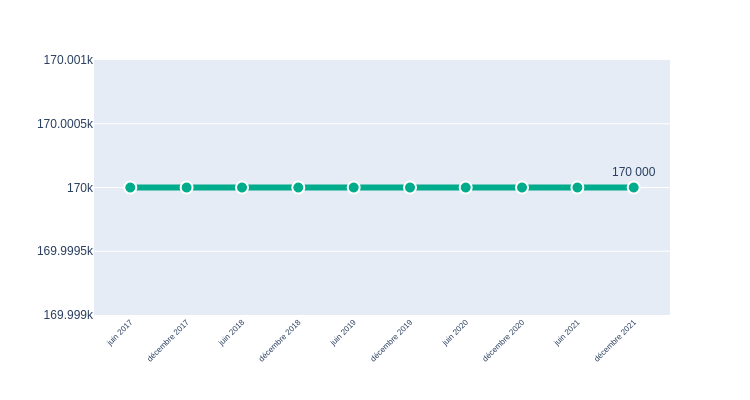 170.001k
170.0005k
170k
169.9995k
169.999k
170 000
juin 2017
décembre 2017
juin 2018
décembre 2018
juin 2019
décembre 2019
juin 2020
décembre 2020
juin 2021
décembre 2021